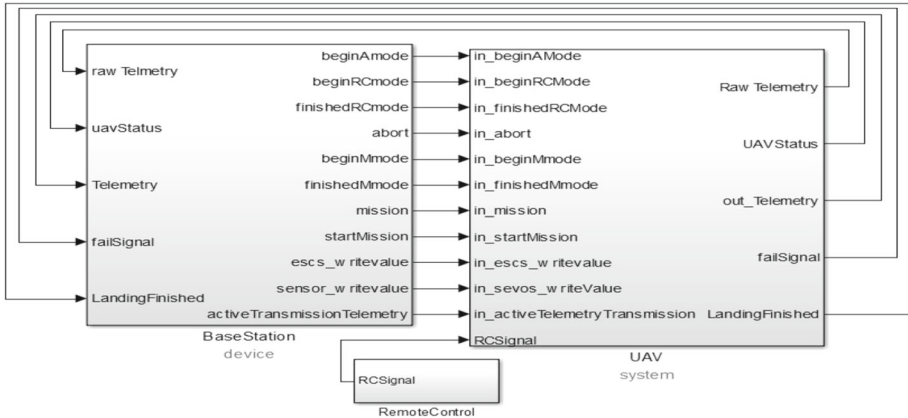 raw Telmetry
uavStatus
Telemetry
failSignal
LandingFinished
beginAmode
beginRCmode
finishedRCmode
abort
beginMmode
finishedMmode
mission
startMission
escs_w ritevalue
sensor_w ritevalue
activeTransmissionTelemetry
BaseStation
device
in_beginAMode
in_beginRCMode
in_finishedRCMode
in_abort
in_beginMmode
in_finishedMmode
in_mission
in_startMission
in_escs_w ritevalue
in_sevos_w riteValue
in_activeTelemetryTransmission
RCSignal
Raw Telemetry
UAVStatus
out_Telemetry
failSignal
LandingFinished
UAV
system
RCSignal
RemoteControl